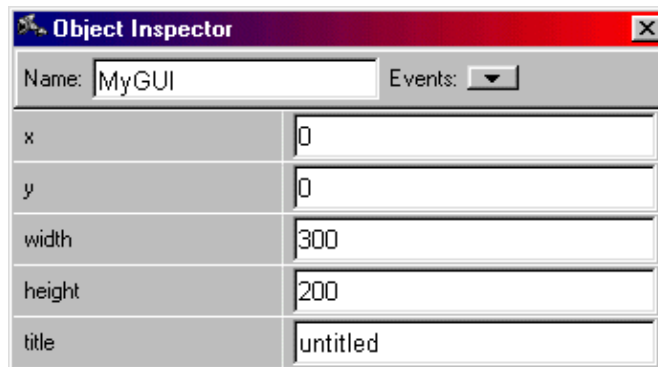 Object Inspector
Name: MyGUI Events:
x 0
y 0
width 300
height 200
title untitled